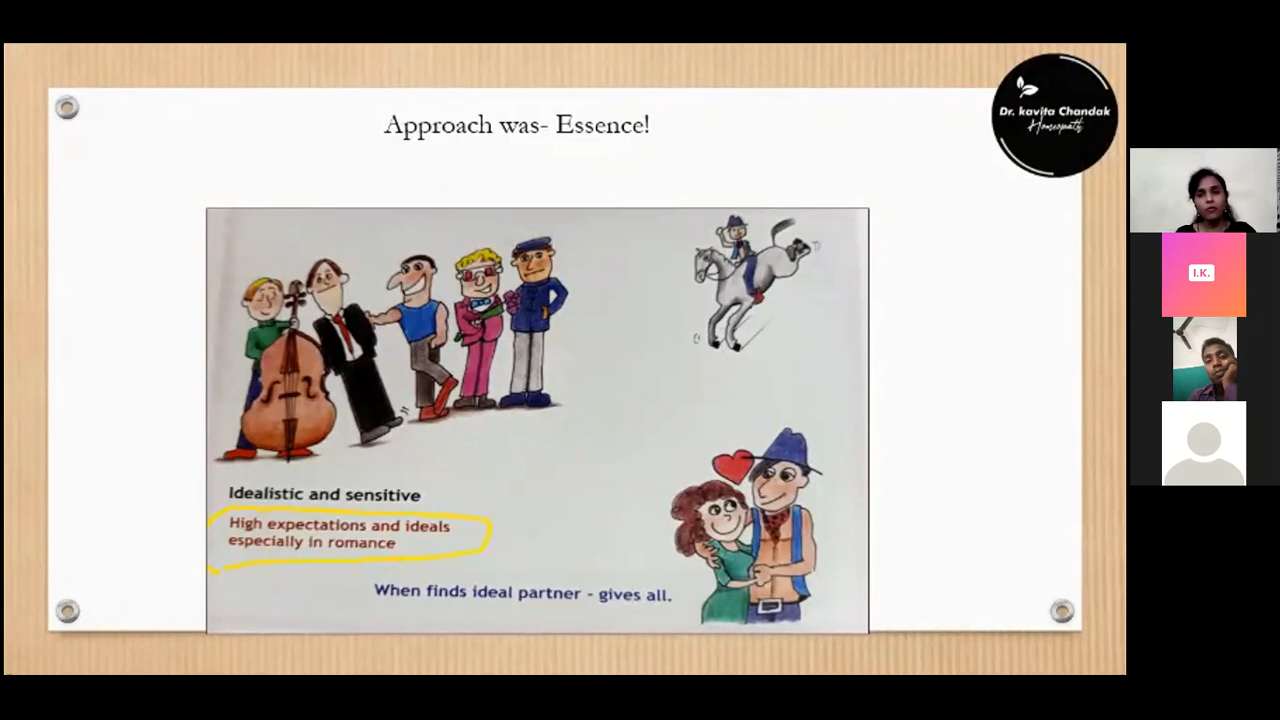 Approach was- Essence!
Dr. kavita Chandak
Homeopath
I.K.
Idealistic and sensitive
High expectations and ideals
especially in romance
When finds ideal partner - gives all.